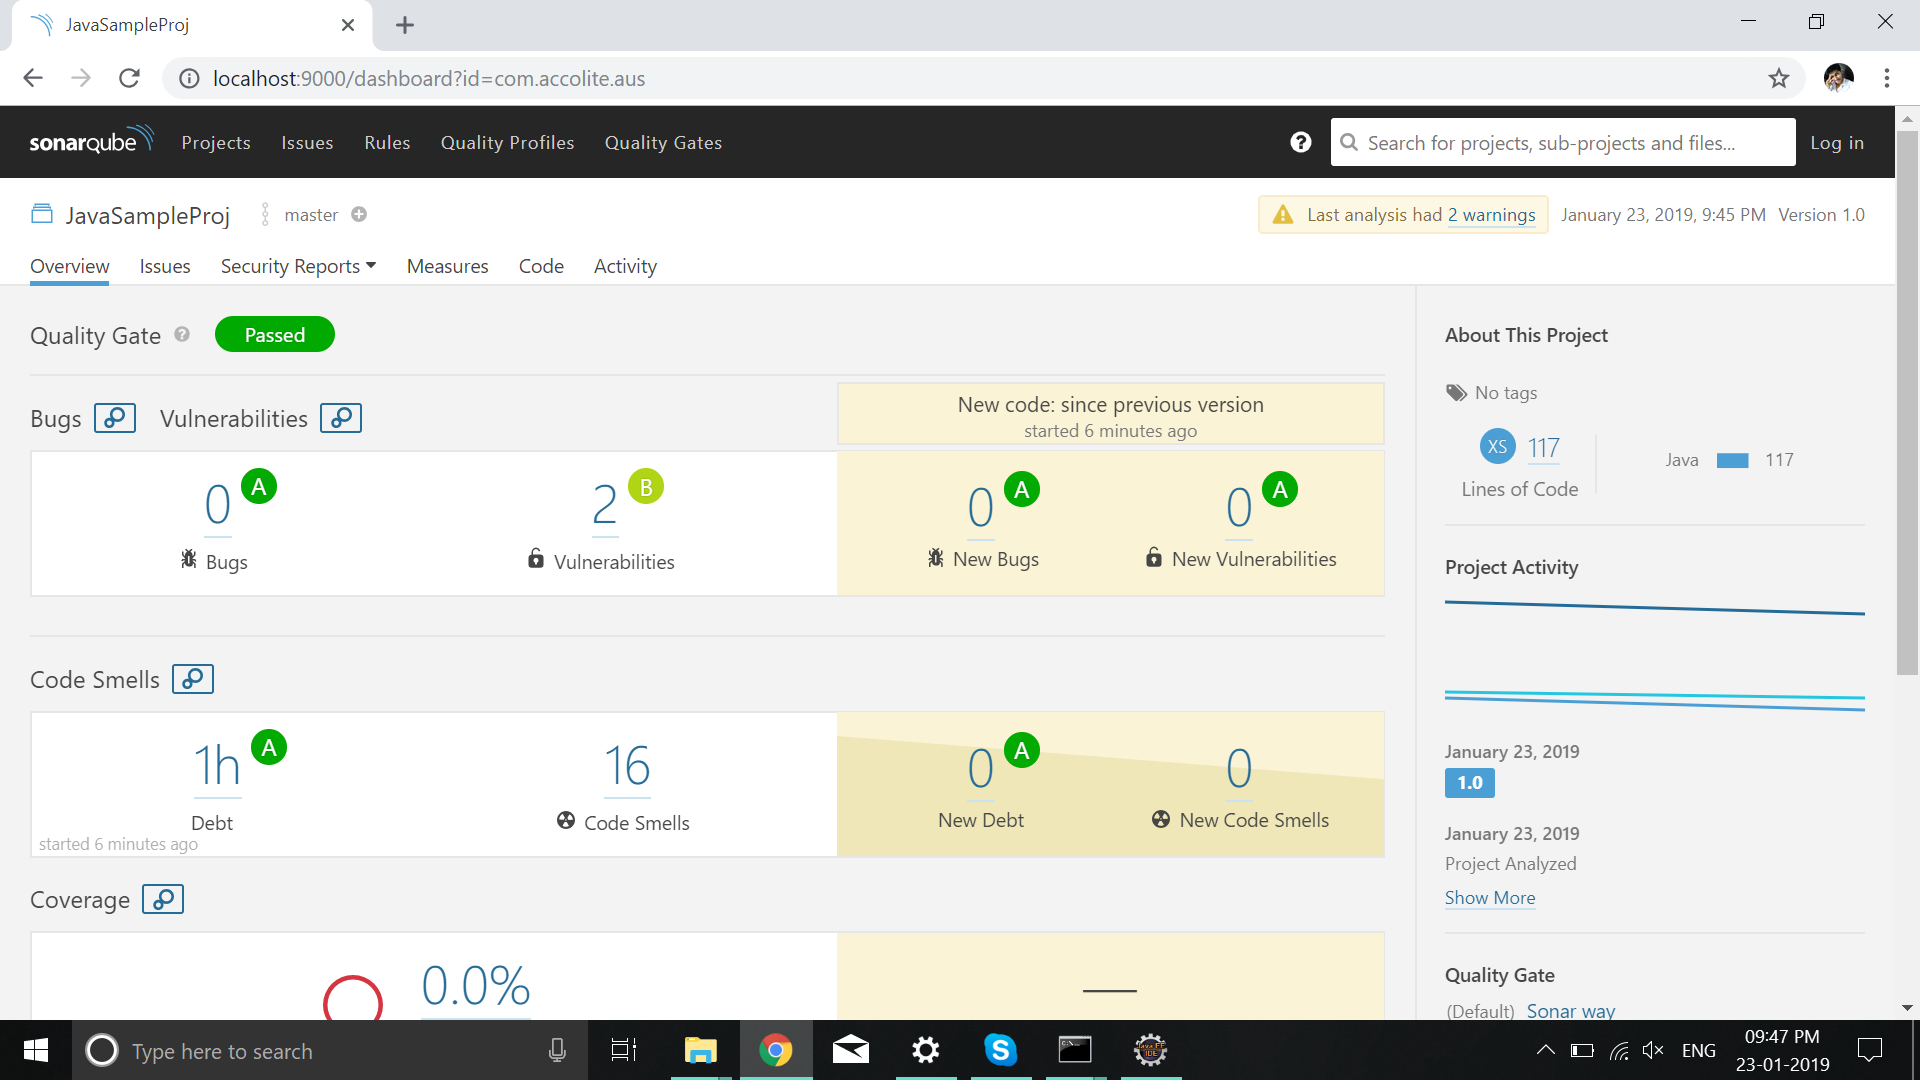 JavaSampleProj
localhost:9000/dashboard?id=com.accolite.aus
sonarqube Projects Issues Rules Quality Profiles Quality Gates ? Search for projects, sub-projects and files... Log in
JavaSampleProj master Last analysis had 2 warnings January 23, 2019, 9:45 PM Version 1.0
Overview Issues Security Reports Measures Code Activity
Quality Gate ? Passed
Bugs Vulnerabilities
New code: since previous version
started 6 minutes ago
0 A 2 B 0 A 0 A
Bugs Vulnerabilities New Bugs New Vulnerabilities
Code Smells
1h A 16 0 A 0
Debt Code Smells New Debt New Code Smells
started 6 minutes ago
Coverage
0.0%
About This Project
No tags
XS 117 Java 117
Lines of Code
Project Activity
January 23, 2019
1.0
January 23, 2019
Project Analyzed
Show More
Quality Gate
(Default) Sonar way
Type here to search
C:\
Java EE
IDE
ENG
09:47 PM
23-01-2019